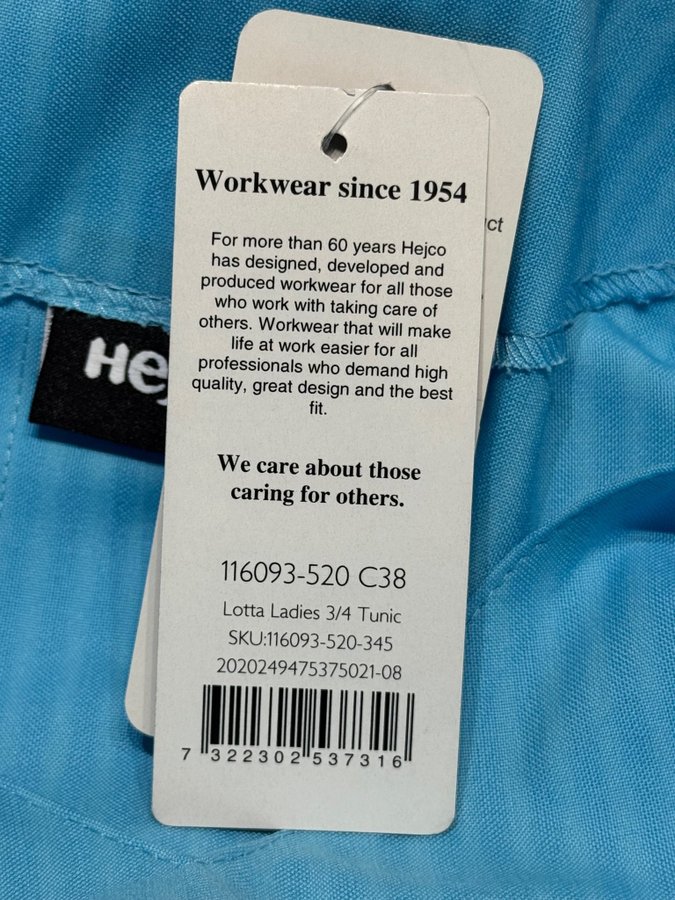 Workwear since 1954
ct
For more than 60 years Hejco
has designed, developed and
produced workwear for all those
who work with taking care of
others. Workwear that will make
life at work easier for all
professionals who demand high
quality, great design and the best
fit.
Hej
We care about those
caring for others.
116093-520 C38
Lotta Ladies 3/4 Tunic
SKU:116093-520-345
2020249475375021-08
7 322302 537316